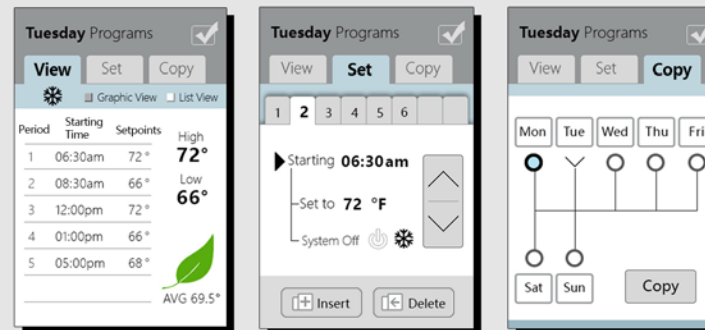 Tuesday Programs
View Set Copy
Graphic View List View
Period Starting Time Setpoints
1 06:30am 72°
2 08:30am 66°
3 12:00pm 72°
4 01:00pm 66°
5 05:00pm 68°
High
72°
Low
66°
AVG 69.5°
Tuesday Programs
View Set Copy
1 2 3 4 5 6
Starting 06:30am
Set to 72 °F
System Off
Insert Delete
Tuesday Programs
View Set Copy
Mon Tue Wed Thu Fri
Sat Sun Copy